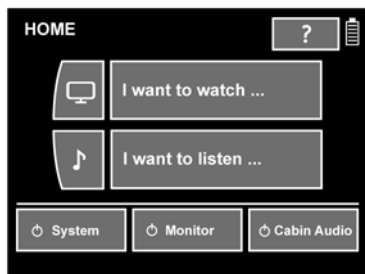 HOME
?
I want to watch ...
I want to listen ...
System
Monitor
Cabin Audio